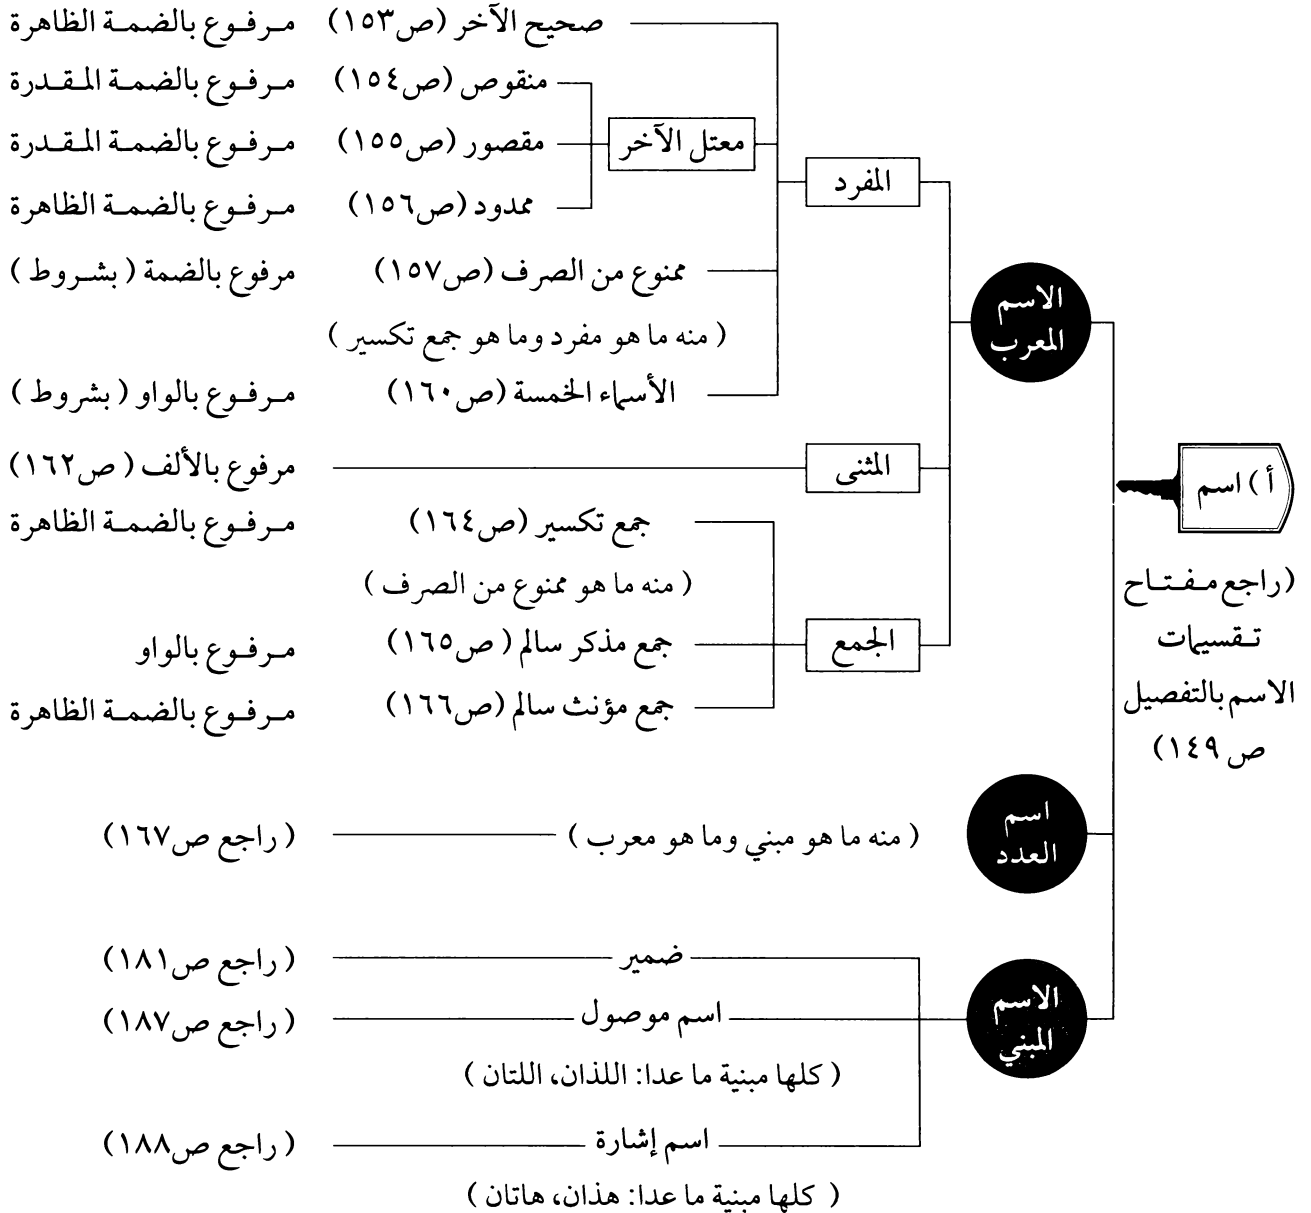 صحيح الآخر (ص١٥٣) مرفوع بالضمة الظاهرة
منقوص (ص١٥٤) مرفوع بالضمة المقدرة
معتل الآخر مقصور (ص١٥٥) مرفوع بالضمة المقدرة
المفرد
ممدود (ص١٥٦) مرفوع بالضمة الظاهرة
ممنوع من الصرف (ص١٥٧) مرفوع بالضمة (بشروط)
الاسم
المعرب
(منه ما هو مفرد وما هو جمع تكسير)
الأسماء الخمسة (ص١٦٠) مرفوع بالواو (بشروط)
المثنى مرفوع بالألف (ص١٦٢)
أ) اسم
جمع تكسير (ص١٦٤) مرفوع بالضمة الظاهرة
(منه ما هو ممنوع من الصرف)
(راجع مفتاح
تقسيمات
الاسم بالتفصيل
ص ١٤٩)
الجمع جمع مذكر سالم (ص١٦٥) مرفوع بالواو
جمع مؤنث سالم (ص١٦٦) مرفوع بالضمة الظاهرة
اسم
العدد
(منه ما هو مبني وما هو معرب) (راجع ص١٦٧)
ضمير (راجع ص١٨١)
الاسم
المبني
اسم موصول (راجع ص١٨٧)
(كلها مبنية ما عدا: اللذان، اللتان)
اسم إشارة (راجع ص١٨٨)
(كلها مبنية ما عدا: هذان، هاتان)